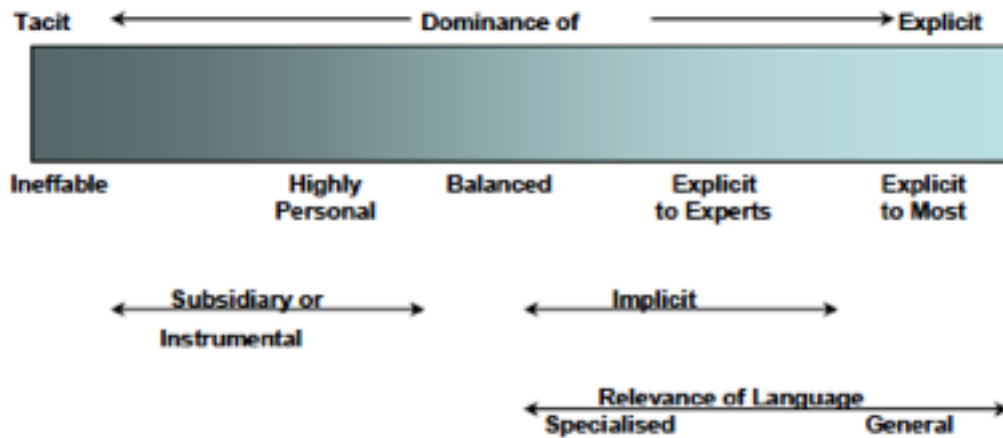 Tacit Dominance of Explicit
Ineffable Highly Personal Balanced Explicit to Experts Explicit to Most
Subsidiary or Instrumental Implicit
Relevance of Language
Specialised General